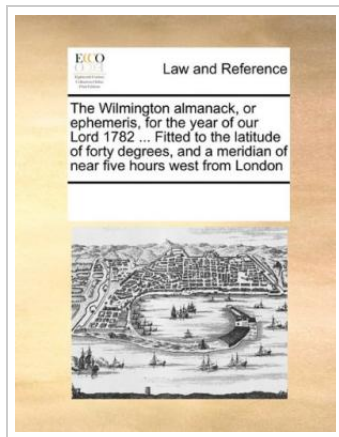 ECCO
Law and Reference
The Wilmington almanack, or
ephemeris, for the year of our
Lord 1782 ... Fitted to the latitude
of forty degrees, and a meridian of
near five hours west from London